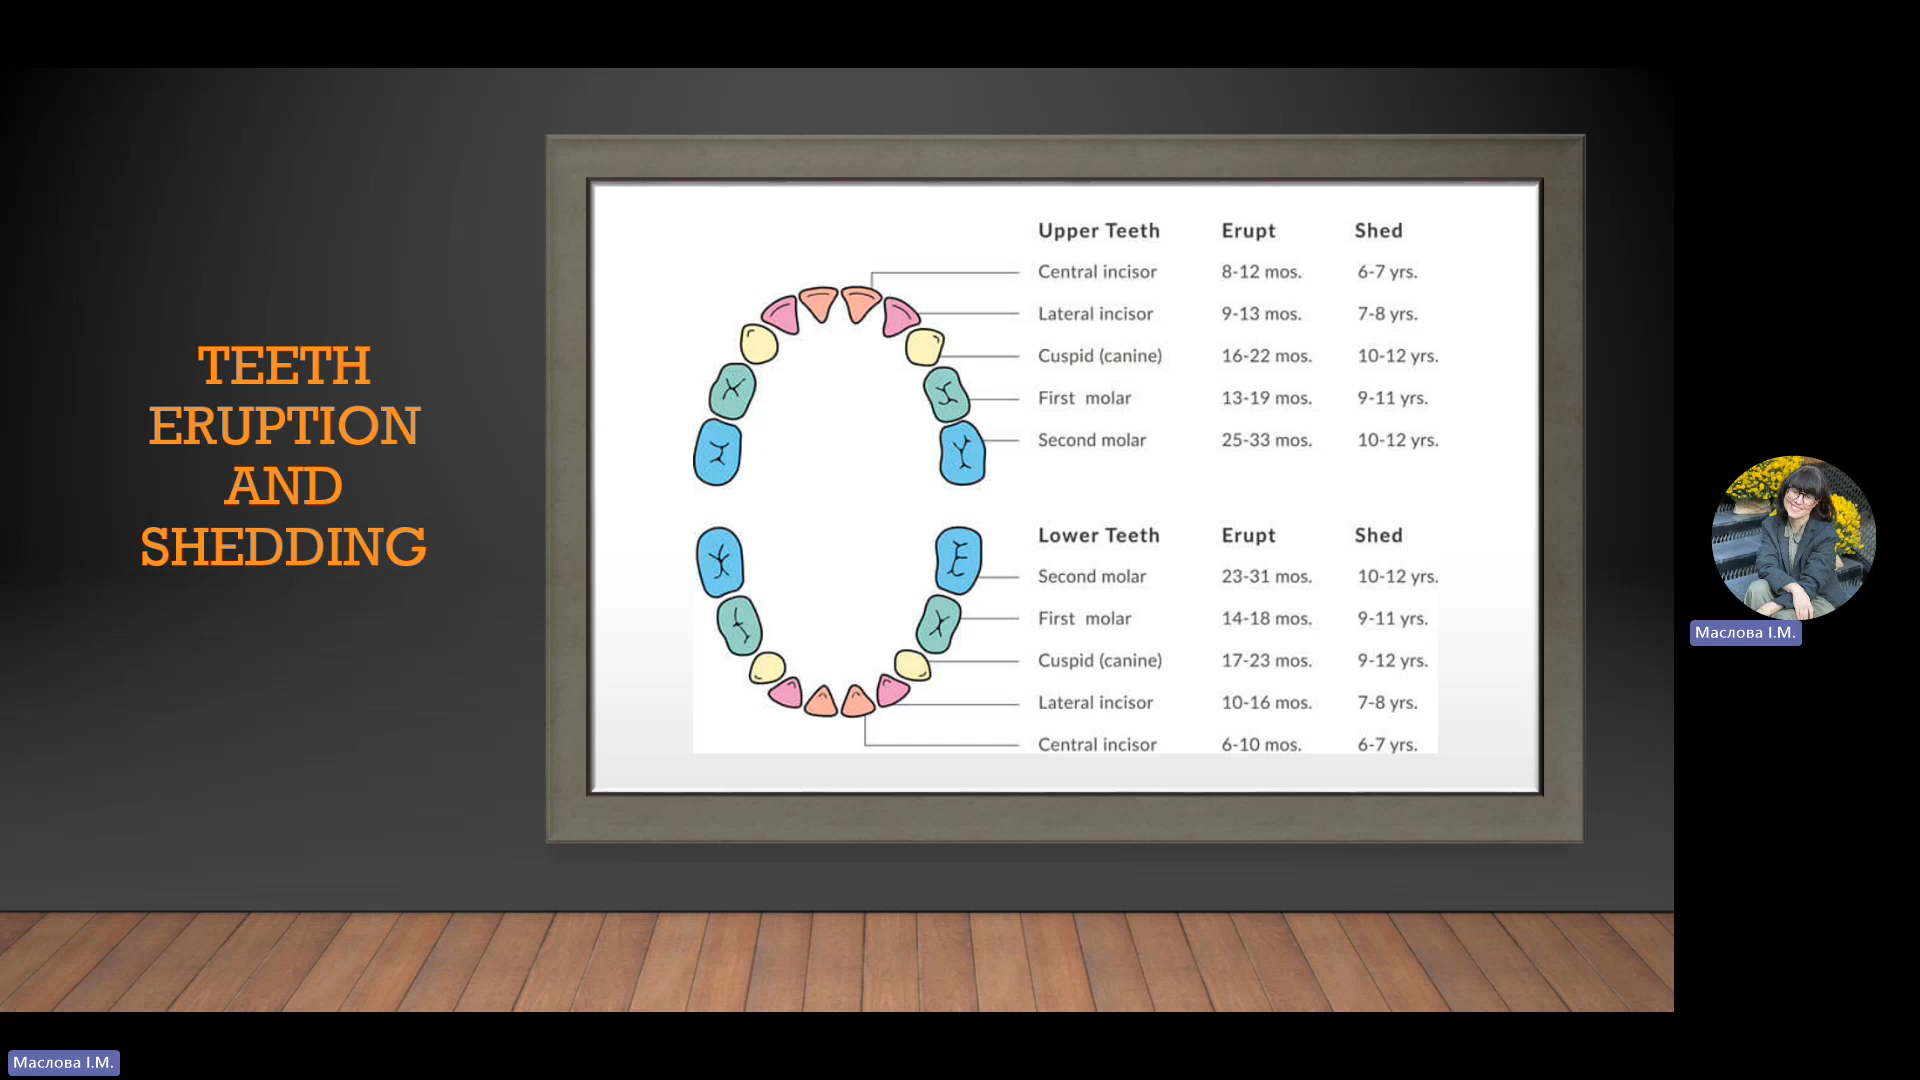 TEETH
ERUPTION
AND
SHEDDING
Upper Teeth Erupt Shed
Central incisor 8-12 mos. 6-7 yrs.
Lateral incisor 9-13 mos. 7-8 yrs.
Cuspid (canine) 16-22 mos. 10-12 yrs.
First molar 13-19 mos. 9-11 yrs.
Second molar 25-33 mos. 10-12 yrs.
Lower Teeth Erupt Shed
Second molar 23-31 mos. 10-12 yrs.
First molar 14-18 mos. 9-11 yrs.
Cuspid (canine) 17-23 mos. 9-12 yrs.
Lateral incisor 10-16 mos. 7-8 yrs.
Central incisor 6-10 mos. 6-7 yrs.
Маслова І.М.
Маслова І.М.